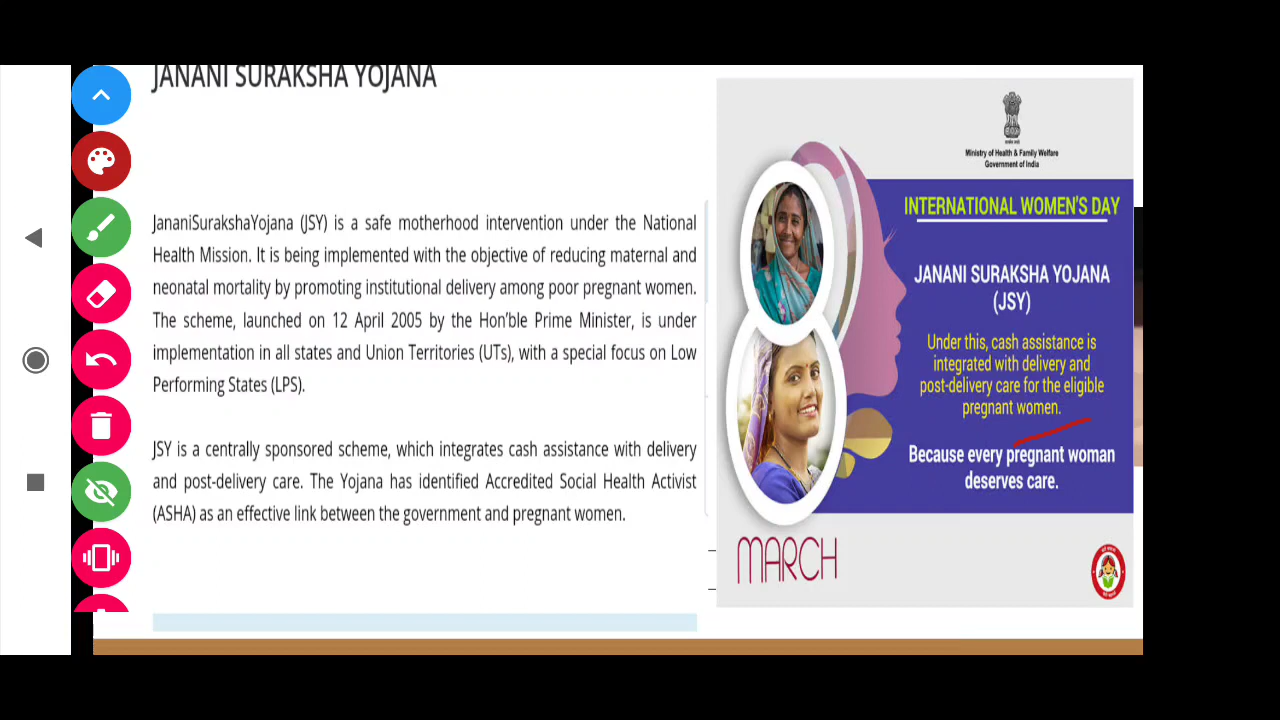 JANANI SURAKSHA YOJANA
JananiSurakshaYojana (JSY) is a safe motherhood intervention under the National
Health Mission. It is being implemented with the objective of reducing maternal and
neonatal mortality by promoting institutional delivery among poor pregnant women.
The scheme, launched on 12 April 2005 by the Hon'ble Prime Minister, is under
implementation in all states and Union Territories (UTs), with a special focus on Low
Performing States (LPS).
JSY is a centrally sponsored scheme, which integrates cash assistance with delivery
and post-delivery care. The Yojana has identified Accredited Social Health Activist
(ASHA) as an effective link between the government and pregnant women.
Ministry of Health & Family Welfare
Government of India
INTERNATIONAL WOMEN'S DAY
JANANI SURAKSHA YOJANA
(JSY)
Under this, cash assistance is
integrated with delivery and
post-delivery care for the eligible
pregnant women.
Because every pregnant woman
deserves care.
MARCH